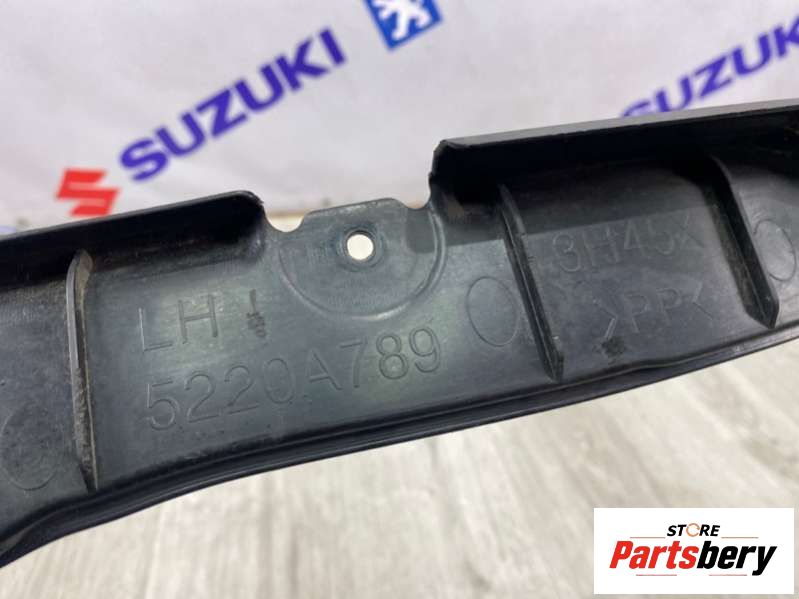 SUZUKI
SUZUKI
LH
5220A789
3H45X
>PP<
STORE
Partsbery